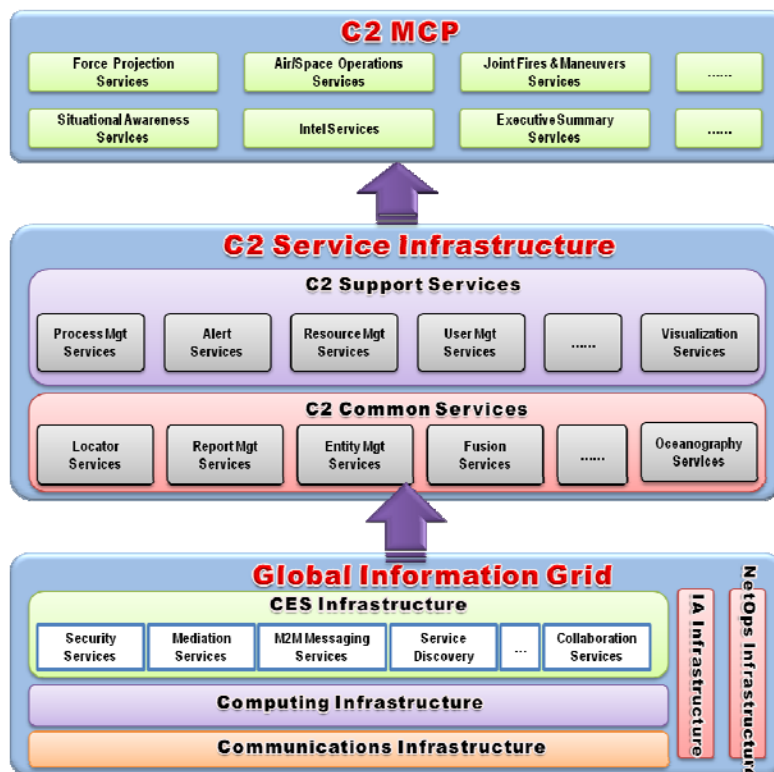 C2 MCP
Force Projection
Services
Air/Space Operations
Services
Joint Fires & Maneuvers
Services
......
Situational Awareness
Services
Intel Services
Executive Summary
Services
......
C2 Service Infrastructure
C2 Support Services
Process Mgt
Services
Alert
Services
Resource Mgt
Services
User Mgt
Services
......
Visualization
Services
C2 Common Services
Locator
Services
Report Mgt
Services
Entity Mgt
Services
Fusion
Services
......
Oceanography
Services
Global Information Grid
CES Infrastructure
Security
Services
Mediation
Services
M2M Messaging
Services
Service
Discovery
...
Collaboration
Services
Computing Infrastructure
Communications Infrastructure
IA Infrastructure
NetOps Infrastructure